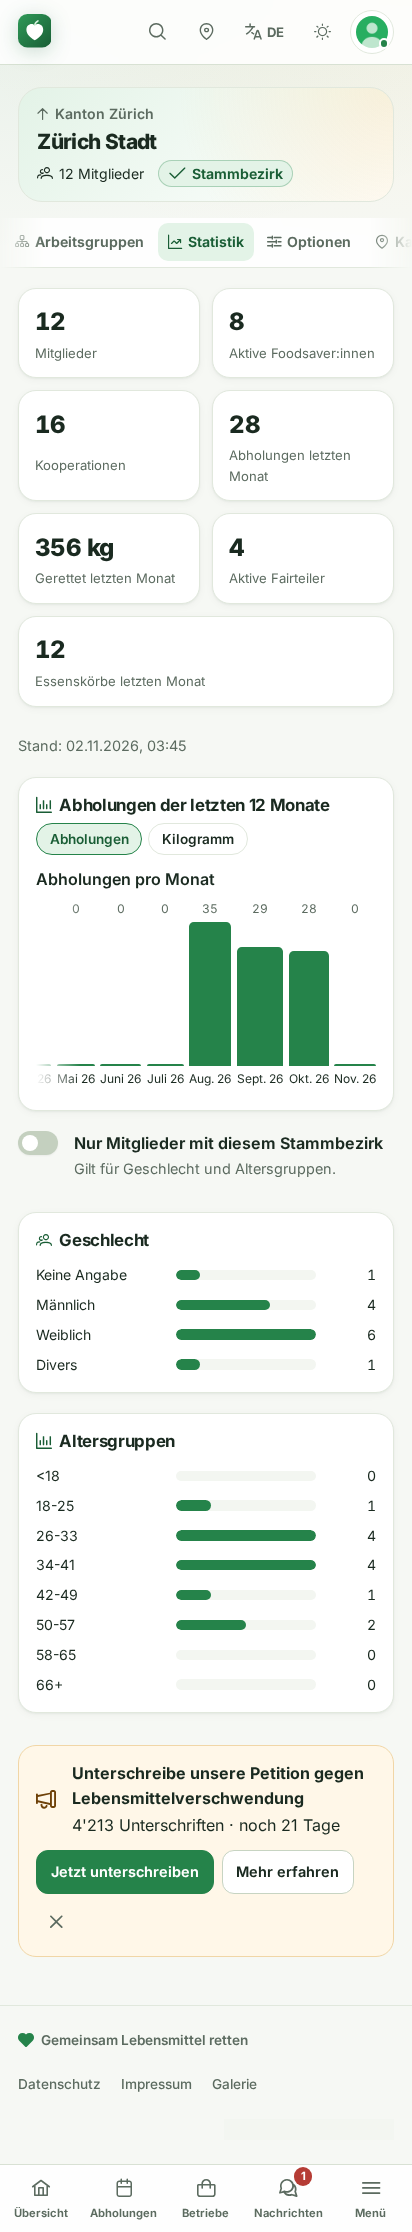 DE
Kanton Zürich
Zürich Stadt
12 Mitglieder
Stammbezirk
Arbeitsgruppen
Statistik
Optionen
12
Mitglieder
8
Aktive Foodsaver:innen
16
Kooperationen
28
Abholungen letzten
Monat
356 kg
Gerettet letzten Monat
4
Aktive Fairteiler
12
Essenskörbe letzten Monat
Stand: 02.11.2026, 03:45
Abholungen der letzten 12 Monate
Abholungen
Kilogramm
Abholungen pro Monat
0 0 0 35 29 28 0
26 Mai 26 Juni 26 Juli 26 Aug. 26 Sept. 26 Okt. 26 Nov. 26
Nur Mitglieder mit diesem Stammbezirk
Gilt für Geschlecht und Altersgruppen.
Geschlecht
Keine Angabe 1
Männlich 4
Weiblich 6
Divers 1
Altersgruppen
<18 0
18-25 1
26-33 4
34-41 4
42-49 1
50-57 2
58-65 0
66+ 0
Unterschreibe unsere Petition gegen
Lebensmittelverschwendung
4'213 Unterschriften · noch 21 Tage
Jetzt unterschreiben
Mehr erfahren
Gemeinsam Lebensmittel retten
Datenschutz Impressum Galerie
1
Übersicht Abholungen Betriebe Nachrichten Menü